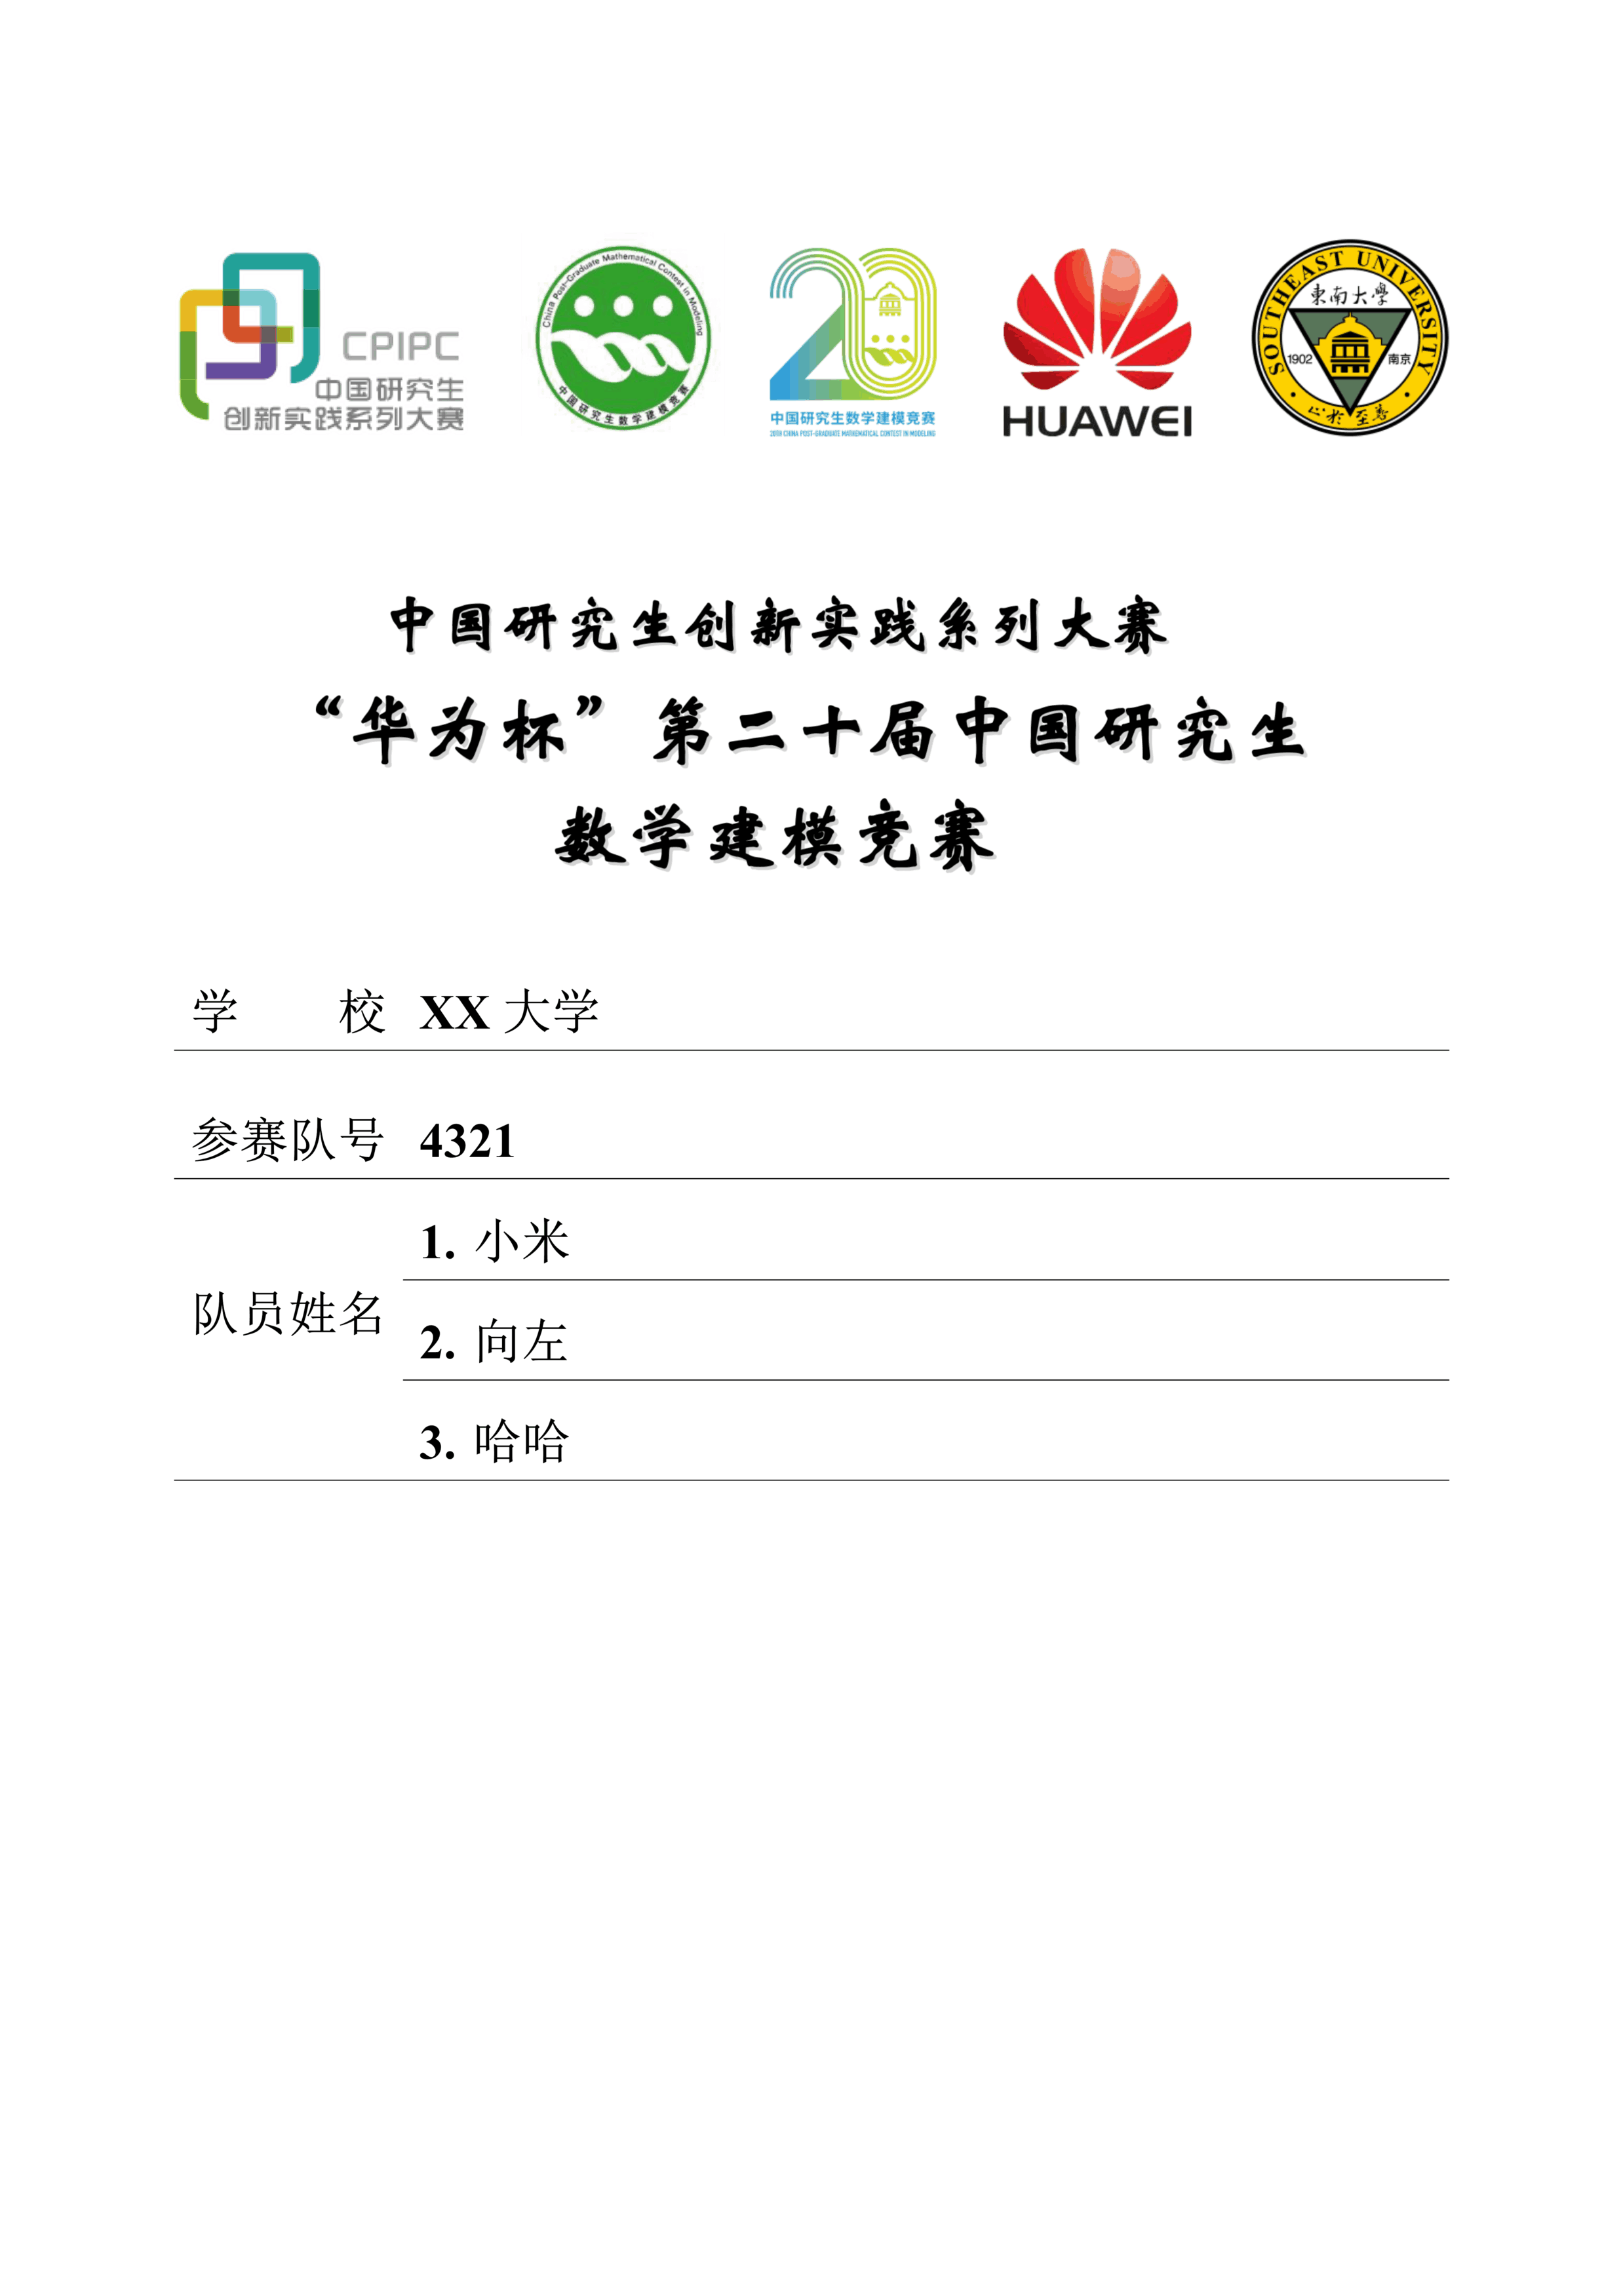 CPIPC
中国研究生
创新实践系列大赛
China Post-Graduate Mathematical Contest in Modeling
中国研究生数学建模竞赛
中国研究生数学建模竞赛
20TH CHINA POST-GRADUATE MATHEMATICAL CONTEST IN MODELING
HUAWEI
SOUTHEAST UNIVERSITY
東南大學
1902
南京
中国研究生创新实践系列大赛
“华为杯”第二十届中国研究生
数学建模竞赛
学 校 XX 大学
参赛队号 4321
队员姓名
1. 小米
2. 向左
3. 哈哈